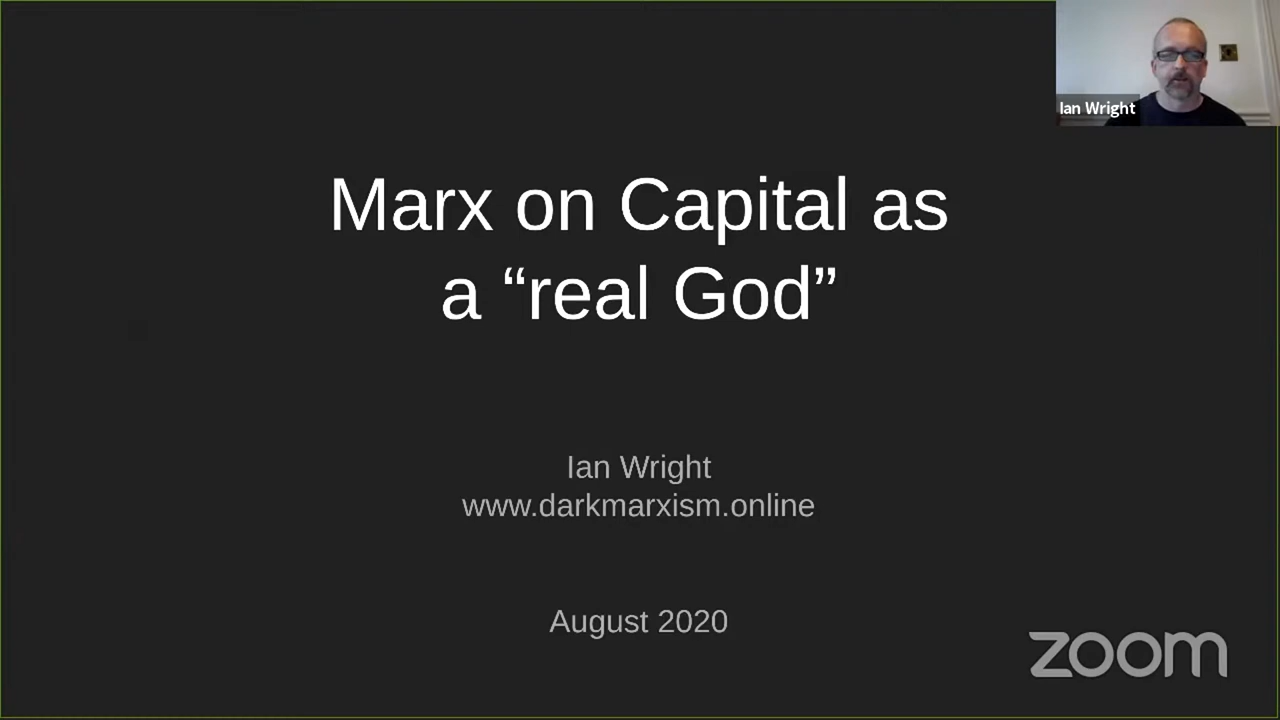 Ian Wright
Marx on Capital as
a “real God”
Ian Wright
www.darkmarxism.online
August 2020
zoom